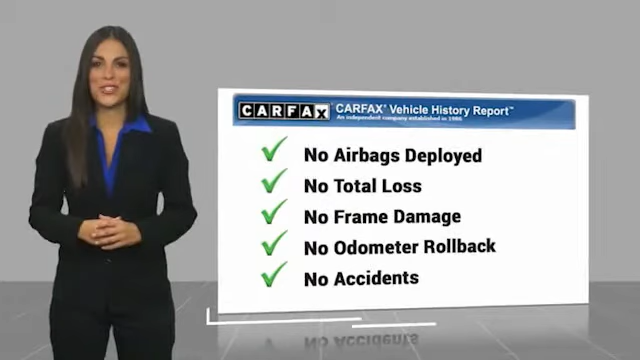 CARFAX CARFAX® Vehicle History Report™
An independent company established in 1986
No Airbags Deployed
No Total Loss
No Frame Damage
No Odometer Rollback
No Accidents